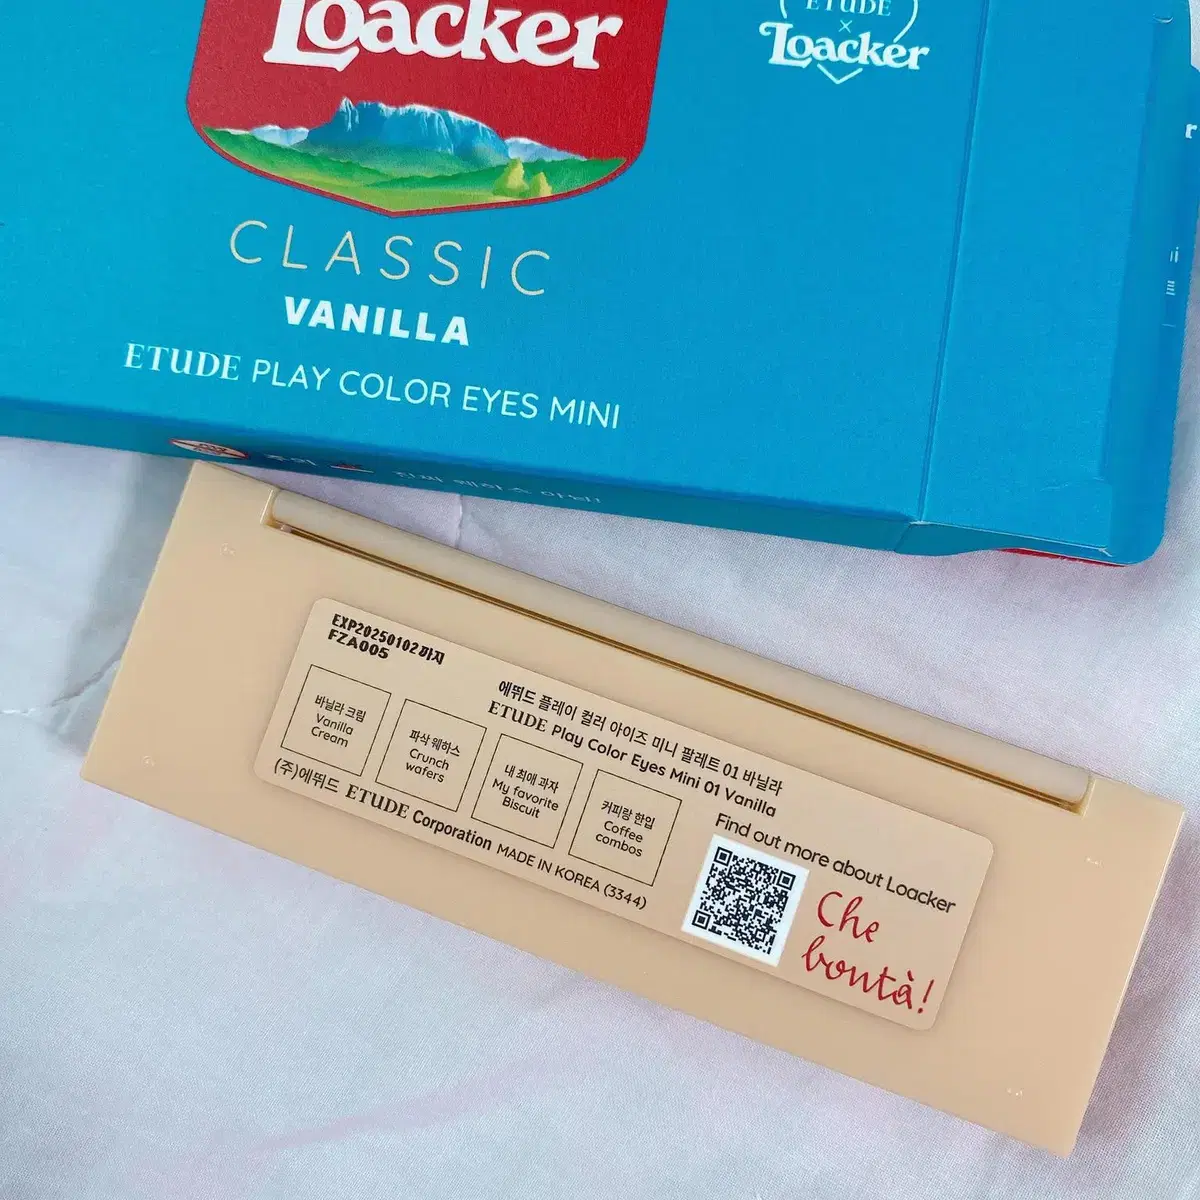 Loacker
ETUDE
×
Loacker
CLASSIC
VANILLA
ETUDE PLAY COLOR EYES MINI
EXP20250102까지
FZA005
에뛰드 플레이 컬러 아이즈 미니 팔레트 01 바닐라
ETUDE Play Color Eyes Mini 01 Vanilla
바닐라 크림
Vanilla
Cream
파삭 웨하스
Crunch
wafers
내 최애 과자
My favorite
Biscuit
커피랑 한입
Coffee
combos
(주)에뛰드 ETUDE Corporation MADE IN KOREA (3344)
Find out more about Loacker
Che
bontà!